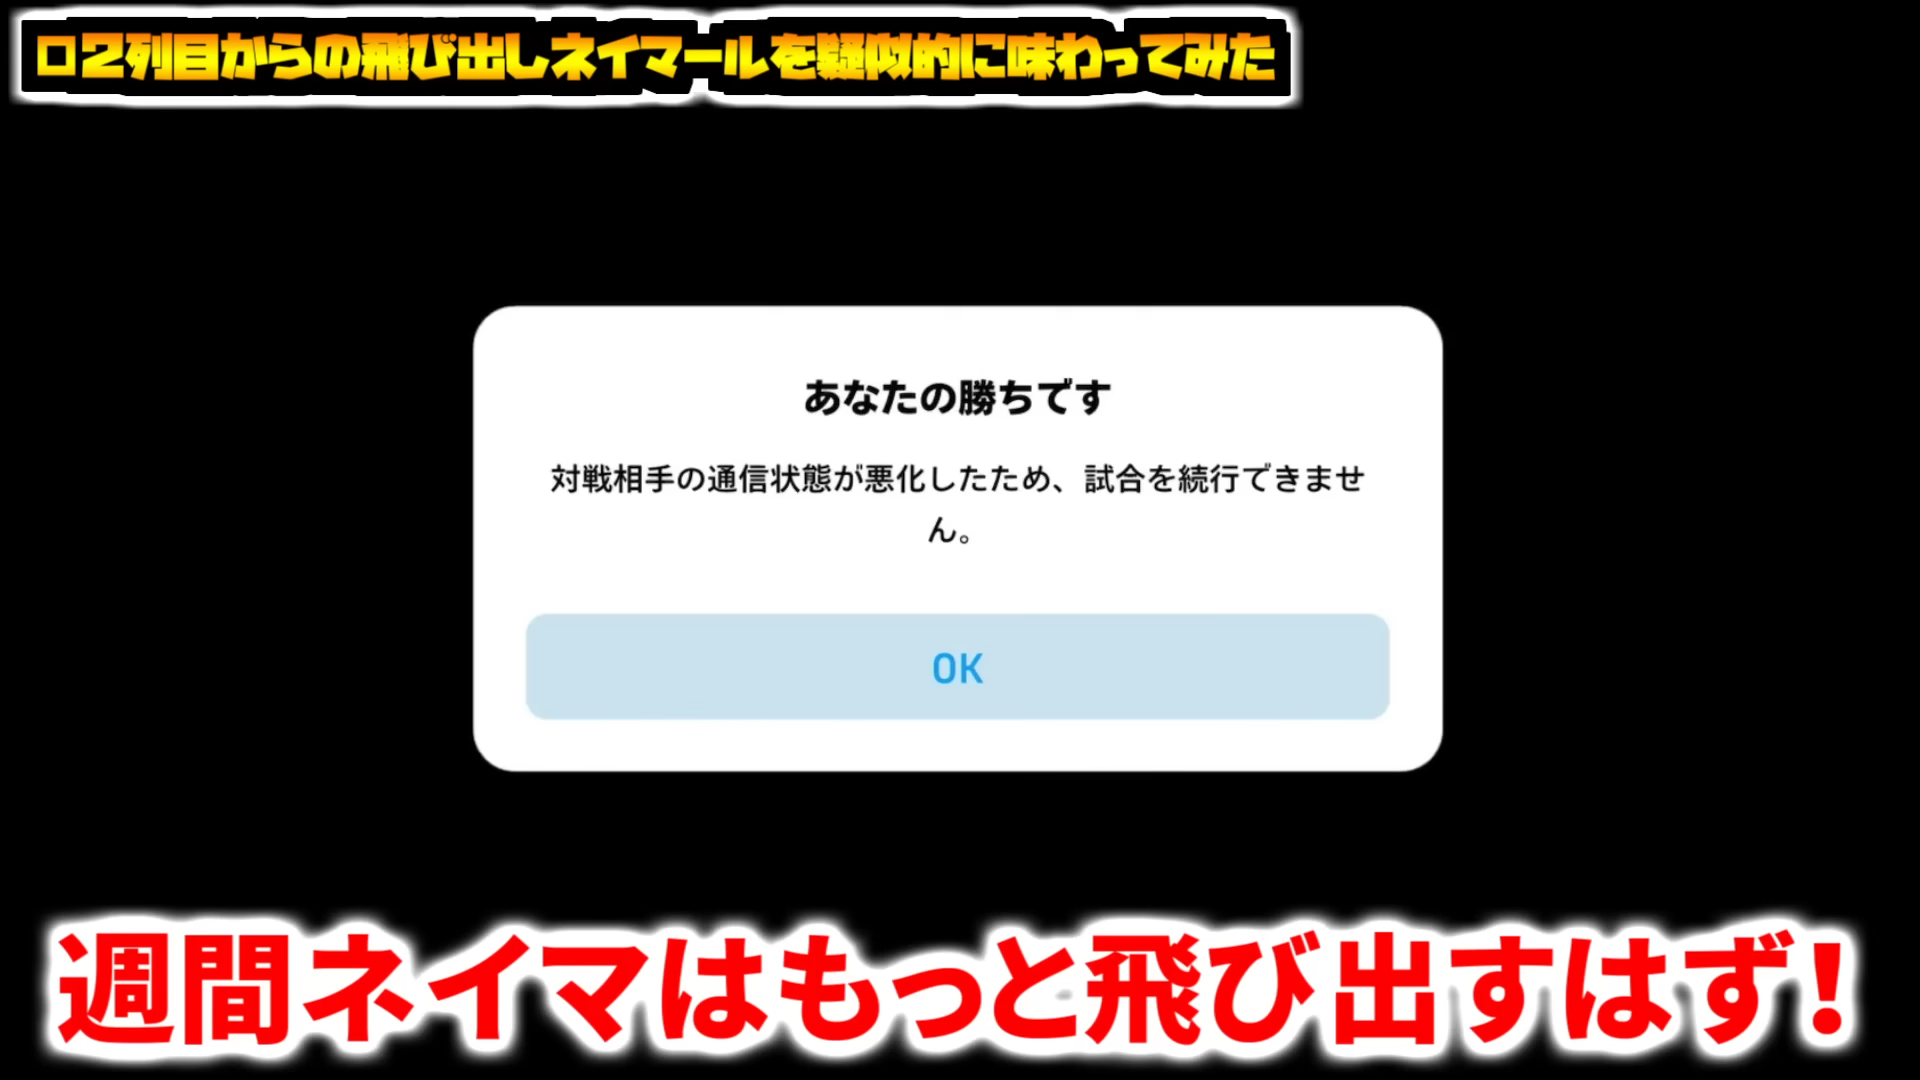 □2列目からの飛び出しネイマールを疑似的に味わってみた
あなたの勝ちです
対戦相手の通信状態が悪化したため、試合を続行できませ
ん。
OK
週間ネイマはもっと飛び出すはず!